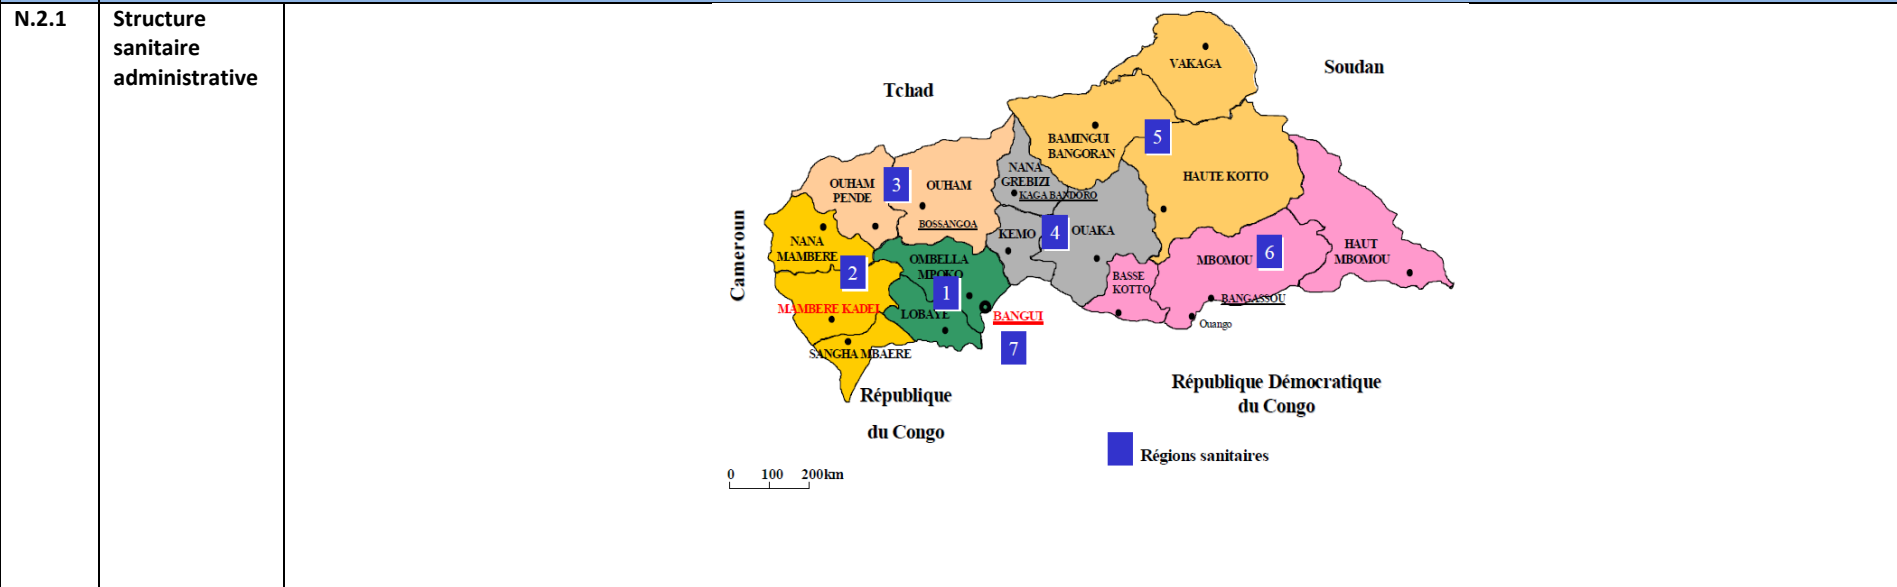 N.2.1
Structure
sanitaire
administrative
Tchad
Soudan
Cameroun
VAKAGA
BAMINGUI
BANGORAN
5
HAUTE KOTTO
OUHAM
PENDE
3
OUHAM
BOSSANGOA
NANA
GREBIZI
KAGA BANDORO
KEMO
4
OUAKA
NANA
MAMBERE
2
MAMBERE KADEI
SANGHA MBAERE
OMBELLA
MPOKO
1
LOBAYE
BANGUI
7
BASSE
KOTTO
MBOMOU
6
HAUT
MBOMOU
BANGASSOU
Ouango
République
du Congo
République Démocratique
du Congo
Régions sanitaires
0 100 200km